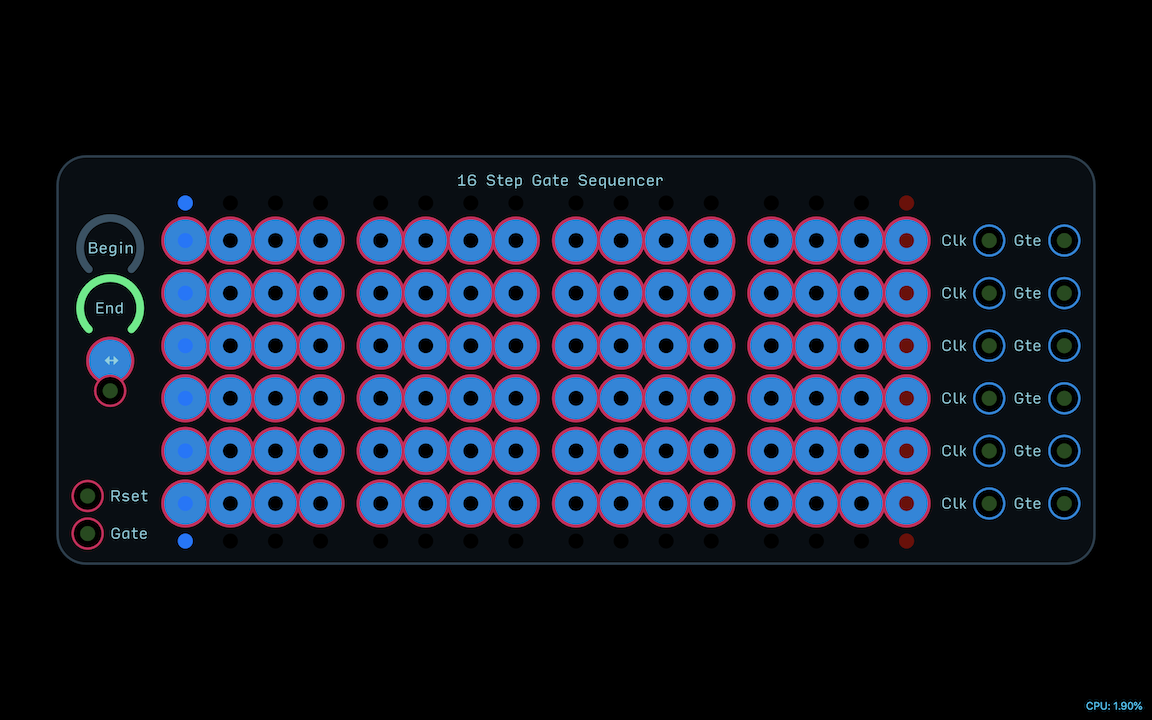 16 Step Gate Sequencer
Begin
End
↔
Rset
Gate
Clk Gte
Clk Gte
Clk Gte
Clk Gte
Clk Gte
Clk Gte
CPU: 1.90%